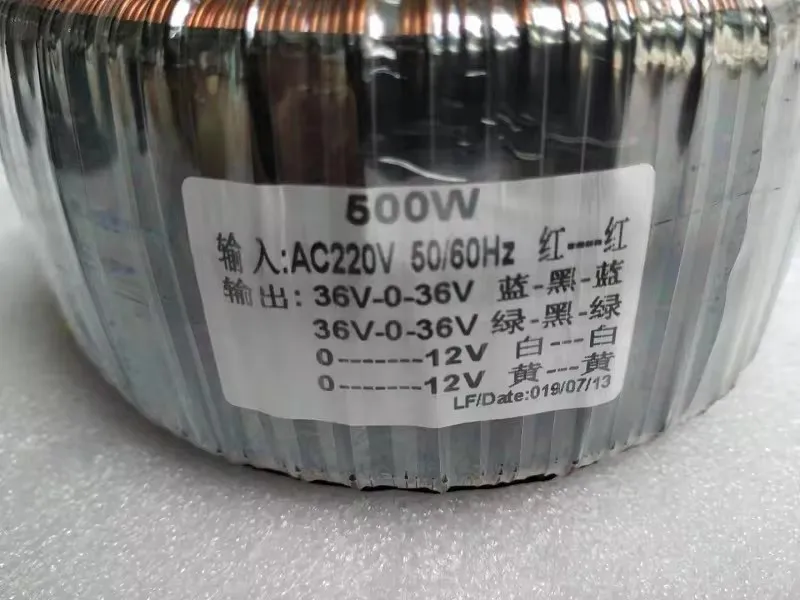 500W
输入:AC220V 50/60Hz 红----红
输出: 36V-0-36V 蓝-黑-蓝
36V-0-36V 绿-黑-绿
0-------12V 白---白
0-------12V 黄---黄
LF/Date:019/07/13